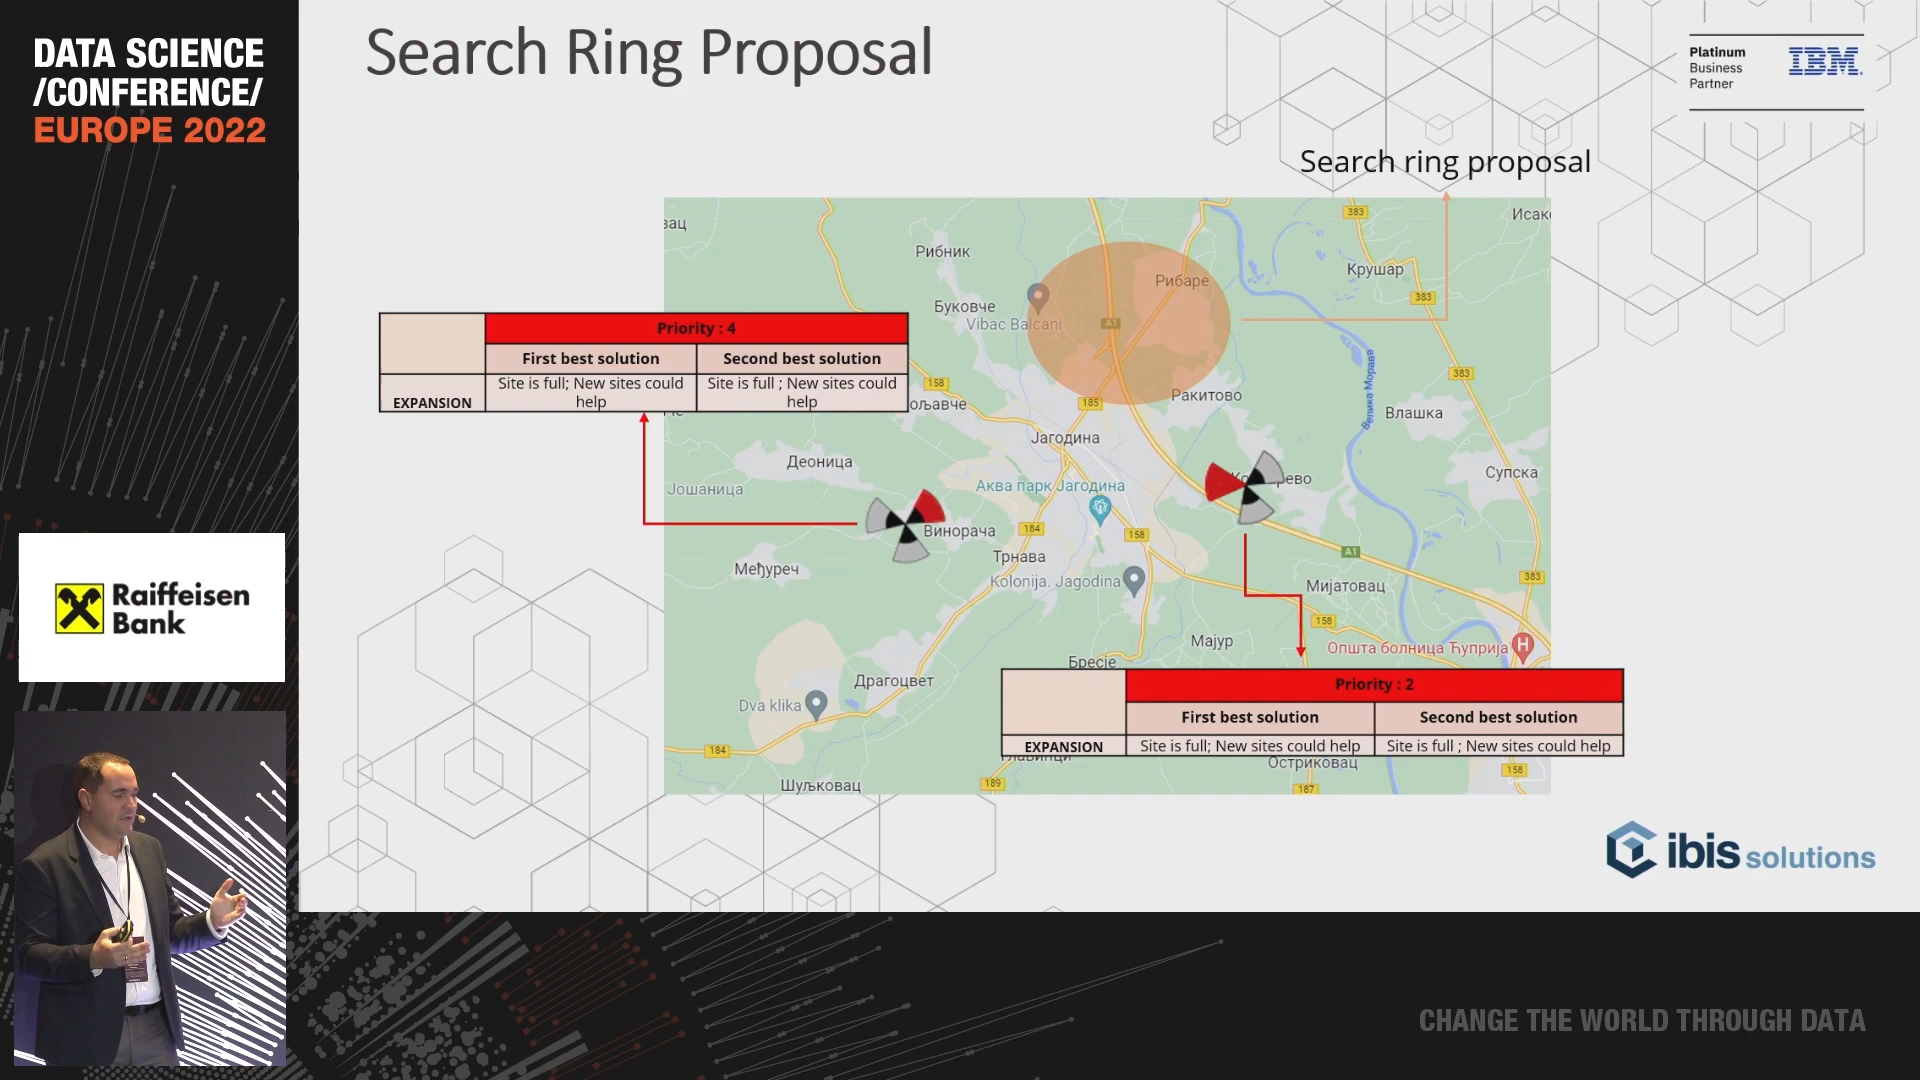 DATA SCIENCE
/CONFERENCE/
EUROPE 2022
Search Ring Proposal
Platinum
Business
Partner
IBM
Search ring proposal
383
Исак
Рибник
Рибаре
Крушар
383
Буковче
Vibac Balcani
A1
Priority : 4
First best solution
Second best solution
EXPANSION
Site is full; New sites could
help
Site is full ; New sites could
help
158
383
185
Ракитово
Велика Морава
Влашка
Јагодина
Деоница
Јошаница
Аква парк Јагодина
Супска
184
Винорача
158
Трнава
A1
Међуреч
Kolonija. Jagodina
383
Мијатовац
158
Мајур
Општа болница Ћуприја
H
Бресје
Драгоцвет
Dva klika
Priority : 2
First best solution
Second best solution
EXPANSION
Site is full; New sites could help
Site is full ; New sites could help
184
Остриковац
158
Шуљковац
189
187
Raiffeisen
Bank
ibis solutions
CHANGE THE WORLD THROUGH DATA